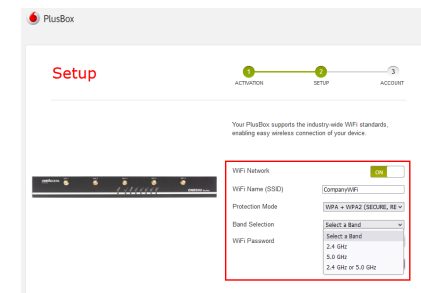 PlusBox
Setup
1
2
3
ACTIVATION
SETUP
ACCOUNT
Your PlusBox supports the industry-wide WiFi standards,
enabling easy wireless connection of your device.
WiFi Network
ON
WiFi Name (SSID)
CompanyWiFi
Protection Mode
WPA + WPA2 (SECURE, RE
Band Selection
Select a Band
WiFi Password
Select a Band
2.4 GHz
5.0 GHz
2.4 GHz or 5.0 GHz